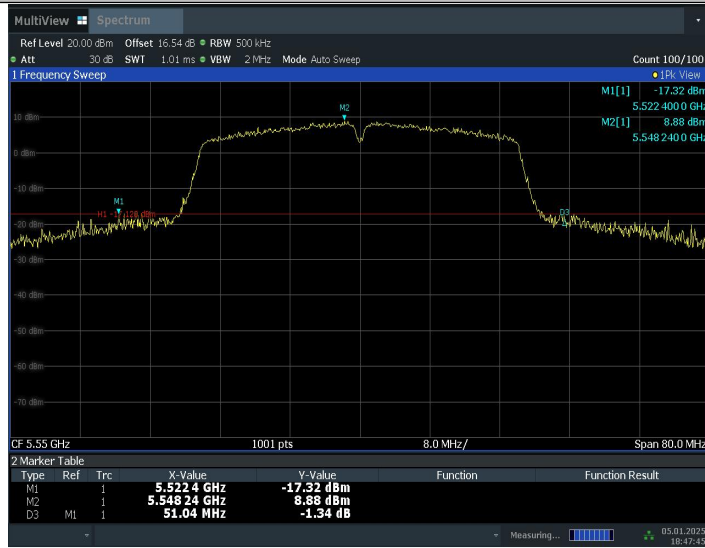 MultiView Spectrum
Ref Level 20.00 dBm Offset 16.54 dB RBW 500 kHz
Att 30 dB SWT 1.01 ms VBW 2 MHz Mode Auto Sweep Count 100/100
1 Frequency Sweep 1Pk View
M1[1] -17.32 dBm
5.522 400 0 GHz
M2[1] 8.88 dBm
5.548 240 0 GHz
M2
10 dBm
0 dBm
-10 dBm
M1
D3
-20 dBm
-40 dBm
-50 dBm
-60 dBm
-70 dBm
CF 5.55 GHz 1001 pts 8.0 MHz/ Span 80.0 MHz
2 Marker Table
Type Ref Trc X-Value Y-Value Function Function Result
M1 1 5.522 4 GHz -17.32 dBm
M2 1 5.548 24 GHz 8.88 dBm
D3 M1 1 51.04 MHz -1.34 dB
Measuring... 05.01.2025
18:47:45